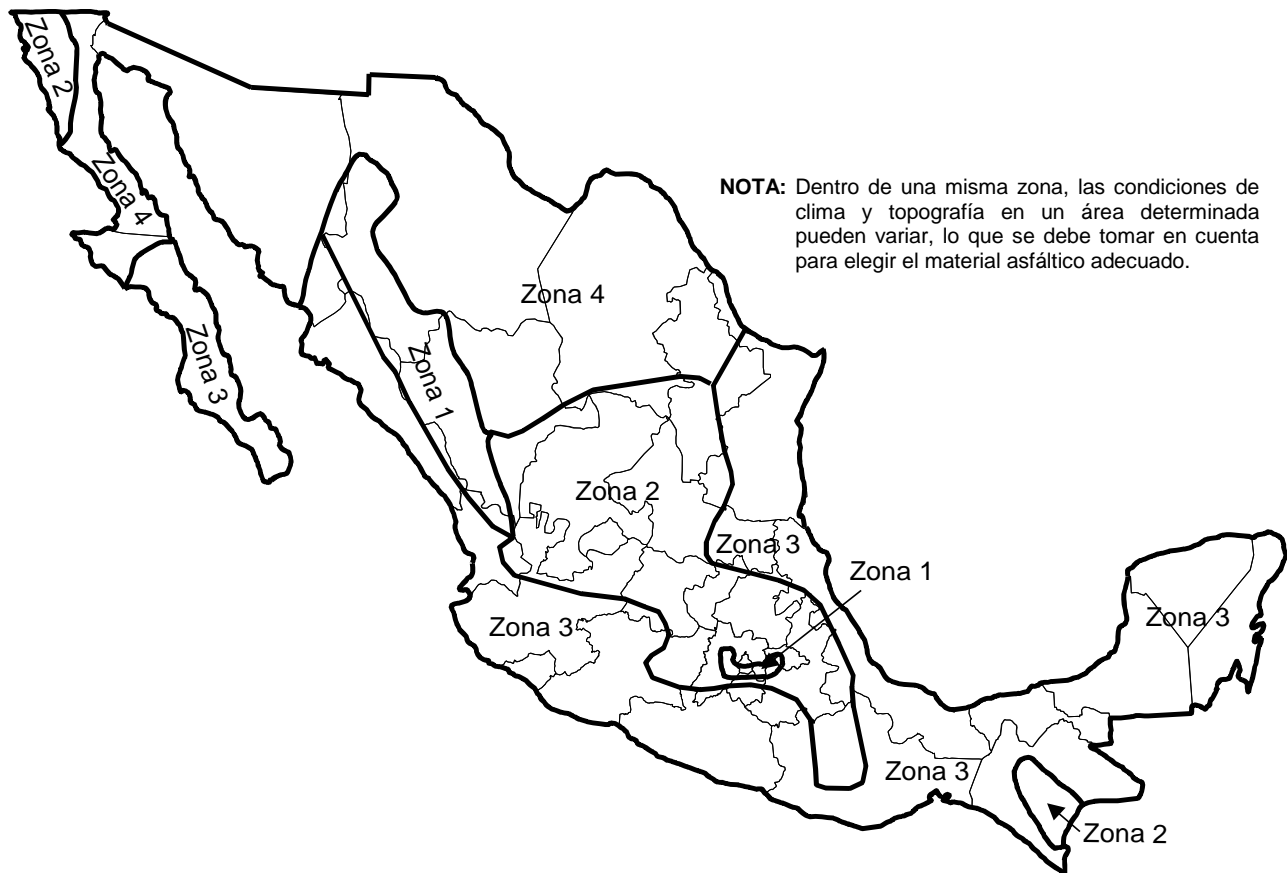 Zona 2
Zona 4
Zona 3
Zona 1
Zona 4
NOTA: Dentro de una misma zona, las condiciones de
clima y topografía en un área determinada
pueden variar, lo que se debe tomar en cuenta
para elegir el material asfáltico adecuado.
Zona 2
Zona 3
Zona 1
Zona 3
Zona 3
Zona 3
Zona 2